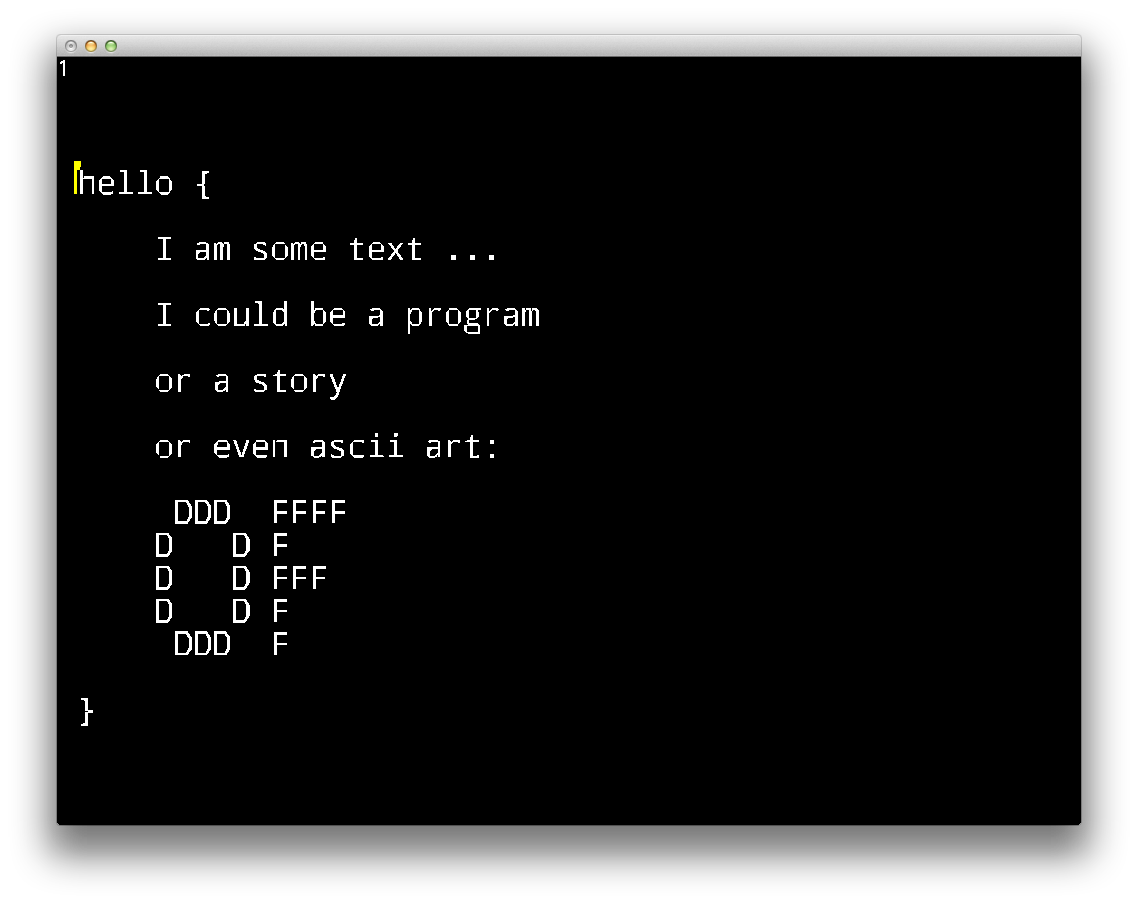 1
hello {
    I am some text ...
    I could be a program
    or a story
    or even ascii art:
     DDD  FFFF
    D   D F
    D   D FFF
    D   D F
     DDD  F
}